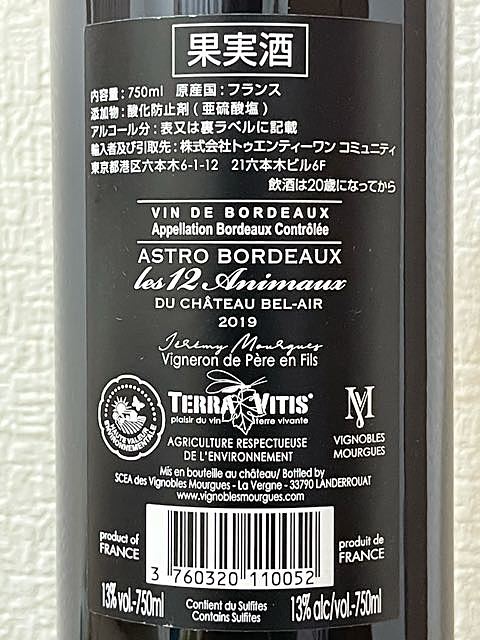 果実酒
内容量：750ml 原産国：フランス
添加物：酸化防止剤（亜硫酸塩）
アルコール分：表又は裏ラベルに記載
輸入者及び引取先：株式会社トゥエンティーワン コミュニティ
東京都港区六本木6-1-12 21六本木ビル6F
飲酒は20歳になってから
VIN DE BORDEAUX
Appellation Bordeaux Contrôlée
ASTRO BORDEAUX
les 12 Animaux
DU CHÂTEAU BEL-AIR
2019
Jérémy Mourgues
Vigneron de Père en Fils
HAUTE VALEUR ENVIRONNEMENTALE
TERRA VITIS®
plaisir du vin terre vivante
AGRICULTURE RESPECTUEUSE
DE L'ENVIRONNEMENT
VM
VIGNOBLES
MOURGUES
Mis en bouteille au château/ Bottled by
SCEA des Vignobles Mourgues - La Vergne - 33790 LANDERROUAT
www.vignoblesmourgues.com
product of
FRANCE
produit de
FRANCE
3 760320 110052
13% vol.-750ml
Contient du Sulfites
Contains Sulfites
13% alc/vol.-750ml